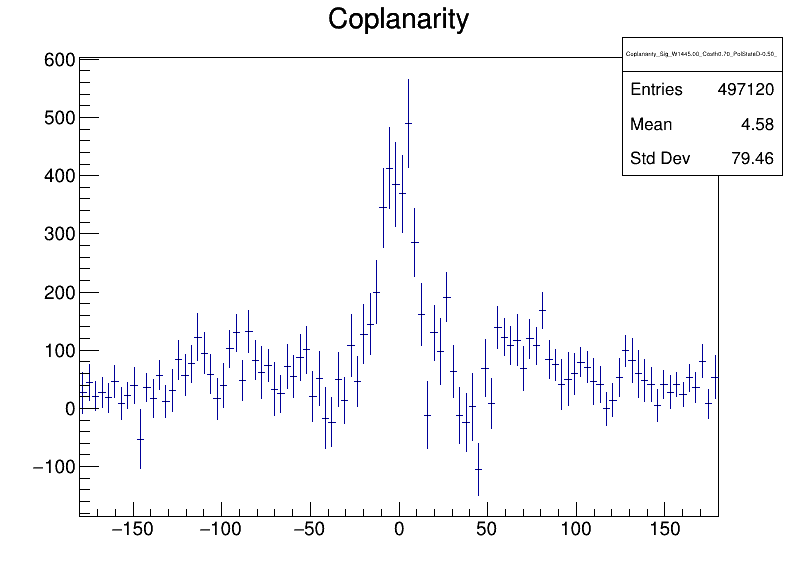 Coplanarity
Coplanarity_Sig_W1445.00_Costh0.70_PolStateD-0.50_
Entries 497120
Mean 4.58
Std Dev 79.46
600
500
400
300
200
100
0
−100
−150 −100 −50 0 50 100 150